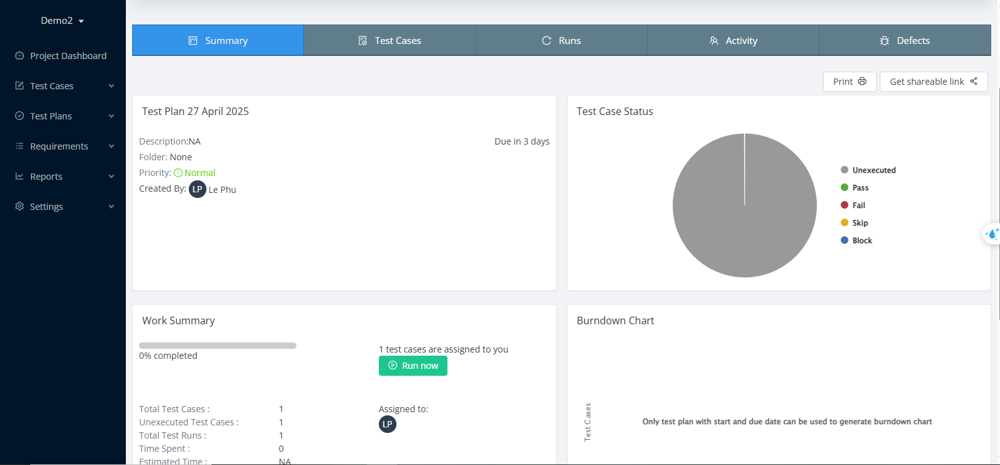 Demo2
Project Dashboard
Test Cases
Test Plans
Requirements
Reports
Settings
Summary
Test Cases
Runs
Activity
Defects
Print
Get shareable link
Test Plan 27 April 2025
Description:NA
Due in 3 days
Folder: None
Priority: Normal
Created By: LP Le Phu
Test Case Status
Unexecuted
Pass
Fail
Skip
Block
Work Summary
0% completed
1 test cases are assigned to you
Run now
Total Test Cases : 1
Unexecuted Test Cases : 1
Total Test Runs : 1
Time Spent : 0
Estimated Time : NA
Assigned to:
LP
Burndown Chart
Test Cases
Only test plan with start and due date can be used to generate burndown chart